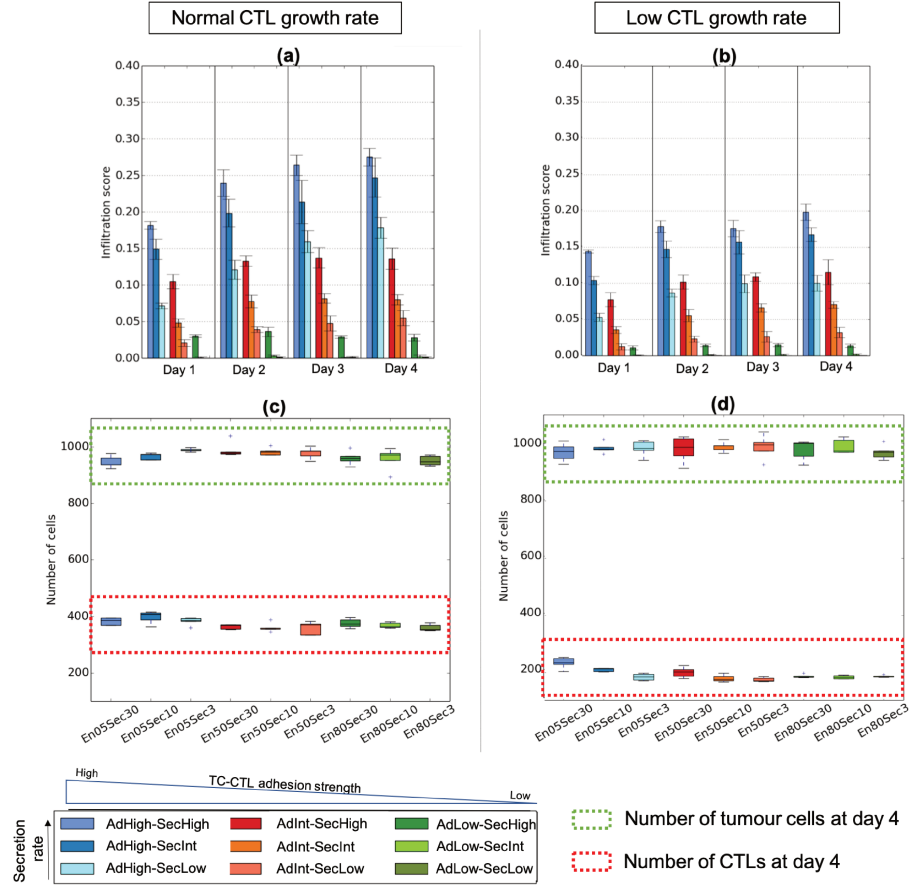 Normal CTL growth rate
Low CTL growth rate
(a)
0.40
0.35
0.30
0.25
0.20
0.15
0.10
0.05
0.00
Infiltration score
Day 1 Day 2 Day 3 Day 4
(b)
0.40
0.35
0.30
0.25
0.20
0.15
0.10
0.05
0.00
Infiltration score
Day 1 Day 2 Day 3 Day 4
(c)
1000
800
600
400
200
Number of cells
En05Sec30 En05Sec10 En05Sec3 En50Sec30 En50Sec10 En50Sec3 En80Sec30 En80Sec10 En80Sec3
(d)
1000
800
600
400
200
Number of cells
En05Sec30 En05Sec10 En05Sec3 En50Sec30 En50Sec10 En50Sec3 En80Sec30 En80Sec10 En80Sec3
High
TC-CTL adhesion strength
Low
Secretion
rate
AdHigh-SecHigh AdInt-SecHigh AdLow-SecHigh
AdHigh-SecInt AdInt-SecInt AdLow-SecInt
AdHigh-SecLow AdInt-SecLow AdLow-SecLow
Number of tumour cells at day 4
Number of CTLs at day 4